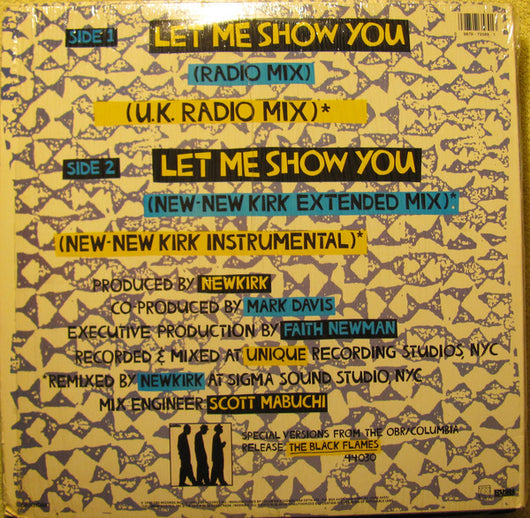 SIDE 1 LET ME SHOW YOU
(RADIO MIX)
(U.K. RADIO MIX)*
SIDE 2 LET ME SHOW YOU
(NEW-NEW KIRK EXTENDED MIX)*
(NEW-NEW KIRK INSTRUMENTAL)*
PRODUCED BY NEWKIRK
CO-PRODUCED BY MARK DAVIS
EXECUTIVE PRODUCTION BY FAITH NEWMAN
RECORDED & MIXED AT UNIQUE RECORDING STUDIOS, NYC
REMIXED BY NEWKIRK AT SIGMA SOUND STUDIO, NYC
MIX ENGINEER SCOTT MABUCHI
SPECIAL VERSIONS FROM THE OBR/COLUMBIA
RELEASE: THE BLACK FLAMES
44030